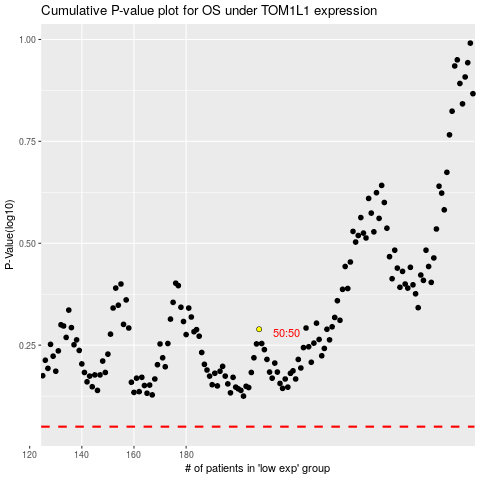 Cumulative P-value plot for OS under TOM1L1 expression
1.00
0.75
0.50
0.25
50:50
P-Value(log10)
120 140 160 180
# of patients in 'low exp' group